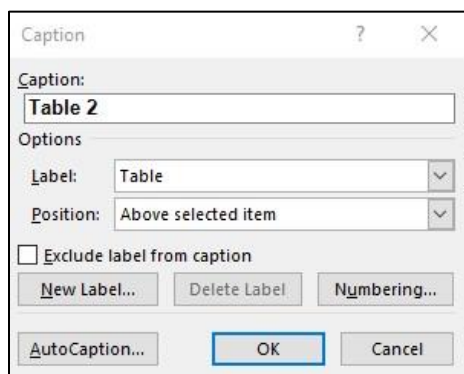 Caption ?
Caption:
Table 2
Options
Label: Table
Position: Above selected item
Exclude label from caption
New Label... Delete Label Numbering...
AutoCaption... OK Cancel